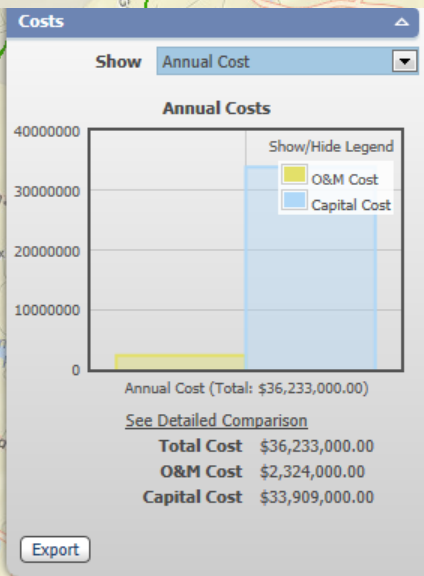 Costs
Show Annual Cost
Annual Costs
40000000
30000000
20000000
10000000
0
Show/Hide Legend
O&M Cost
Capital Cost
Annual Cost (Total: $36,233,000.00)
See Detailed Comparison
Total Cost $36,233,000.00
O&M Cost $2,324,000.00
Capital Cost $33,909,000.00
Export